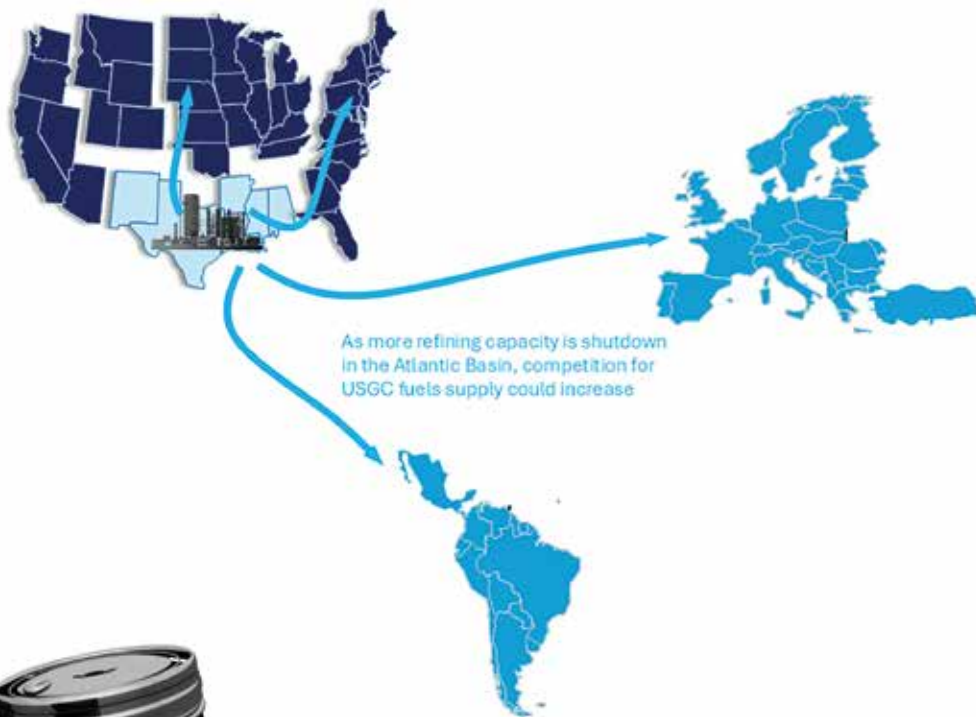 As more refining capacity is shutdown
in the Atlantic Basin, competition for
USGC fuels supply could increase